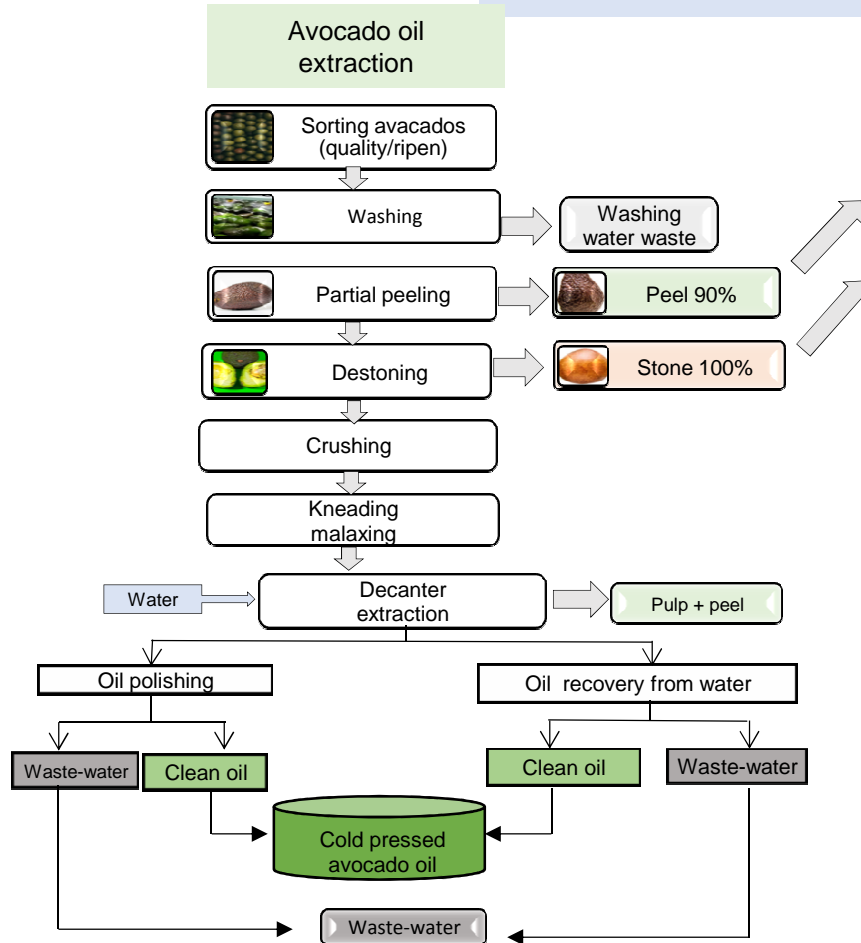 Avocado oil
extraction
Sorting avacados
(quality/ripen)
Washing
Washing
water waste
Partial peeling
Peel 90%
Destoning
Stone 100%
Crushing
Kneading
malaxing
Water
Decanter
extraction
Pulp + peel
Oil polishing
Oil recovery from water
Waste-water
Clean oil
Clean oil
Waste-water
Cold pressed
avocado oil
Waste-water